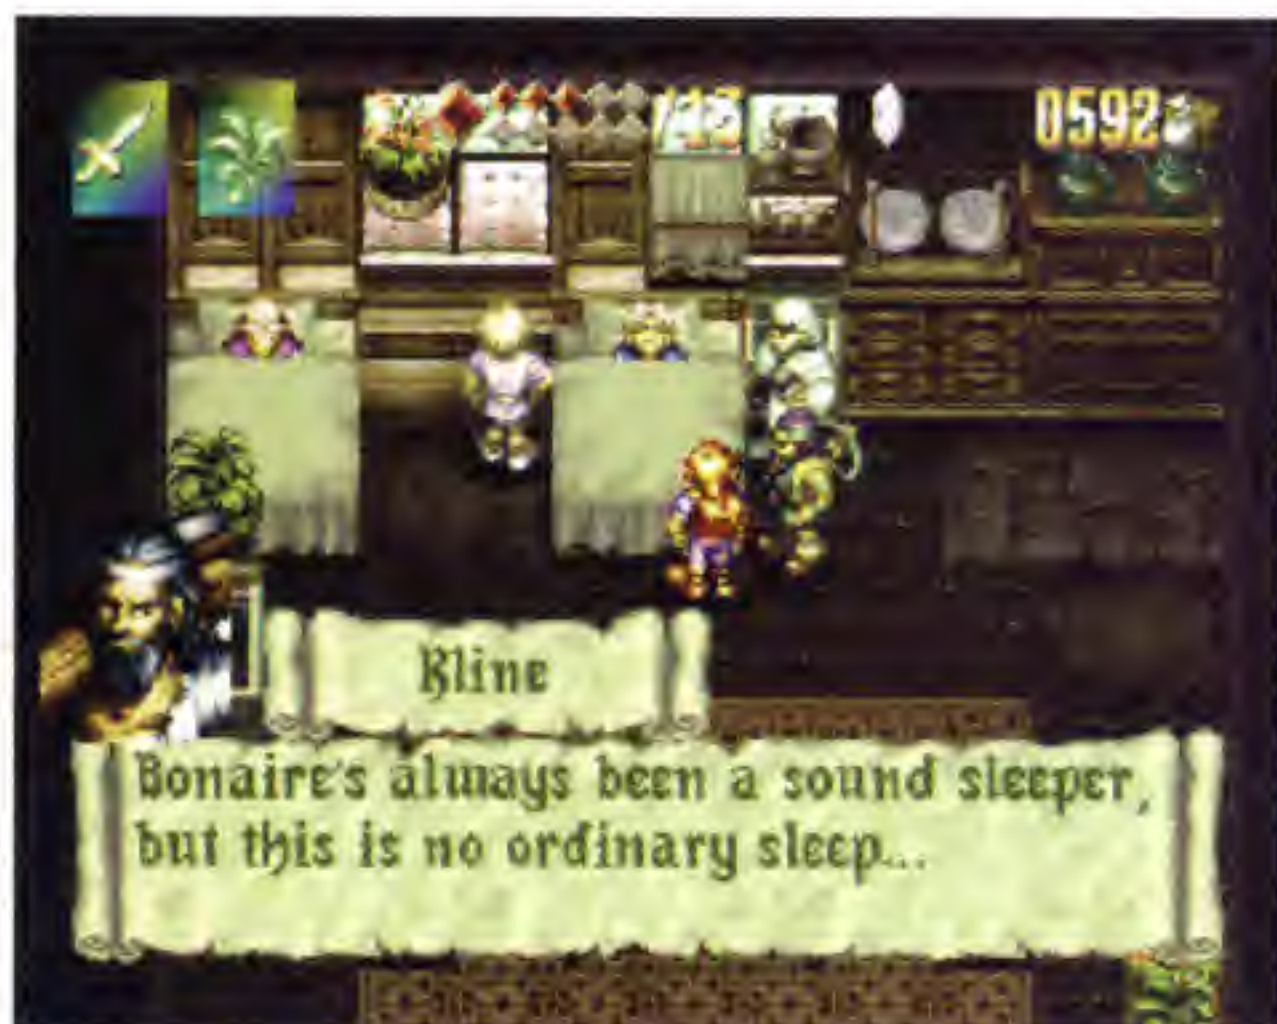 0592
Kline
Bonaire's always been a sound sleeper,
but this is no ordinary sleep...